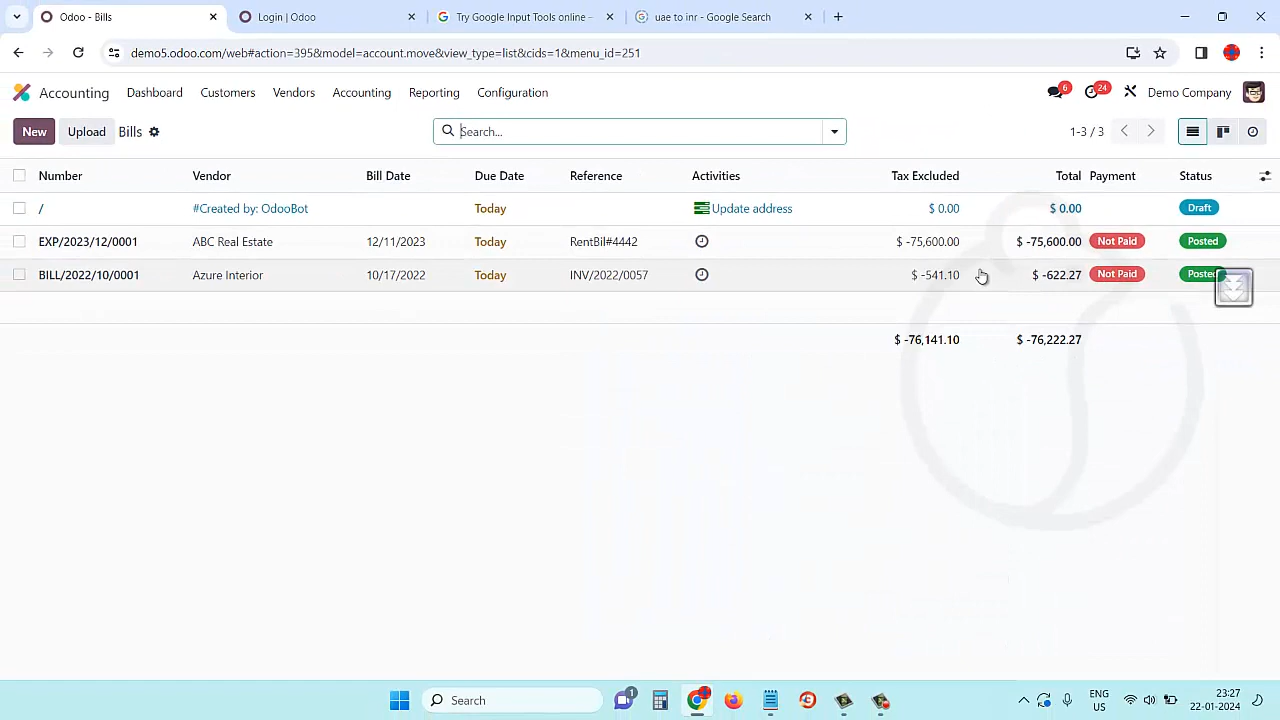 Odoo - Bills
Login | Odoo
Try Google Input Tools online –
uae to inr - Google Search
demo5.odoo.com/web#action=395&model=account.move&view_type=list&cids=1&menu_id=251
Accounting Dashboard Customers Vendors Accounting Reporting Configuration 6 24 Demo Company
New Upload Bills Search... 1-3 / 3
Number Vendor Bill Date Due Date Reference Activities Tax Excluded Total Payment Status
/ #Created by: OdooBot Today Update address $ 0.00 $ 0.00 Draft
EXP/2023/12/0001 ABC Real Estate 12/11/2023 Today RentBil#4442 $ -75,600.00 $ -75,600.00 Not Paid Posted
BILL/2022/10/0001 Azure Interior 10/17/2022 Today INV/2022/0057 $ -541.10 $ -622.27 Not Paid Posted
$ -76,141.10 $ -76,222.27
Search 1 ENG 23:27
US 22-01-2024